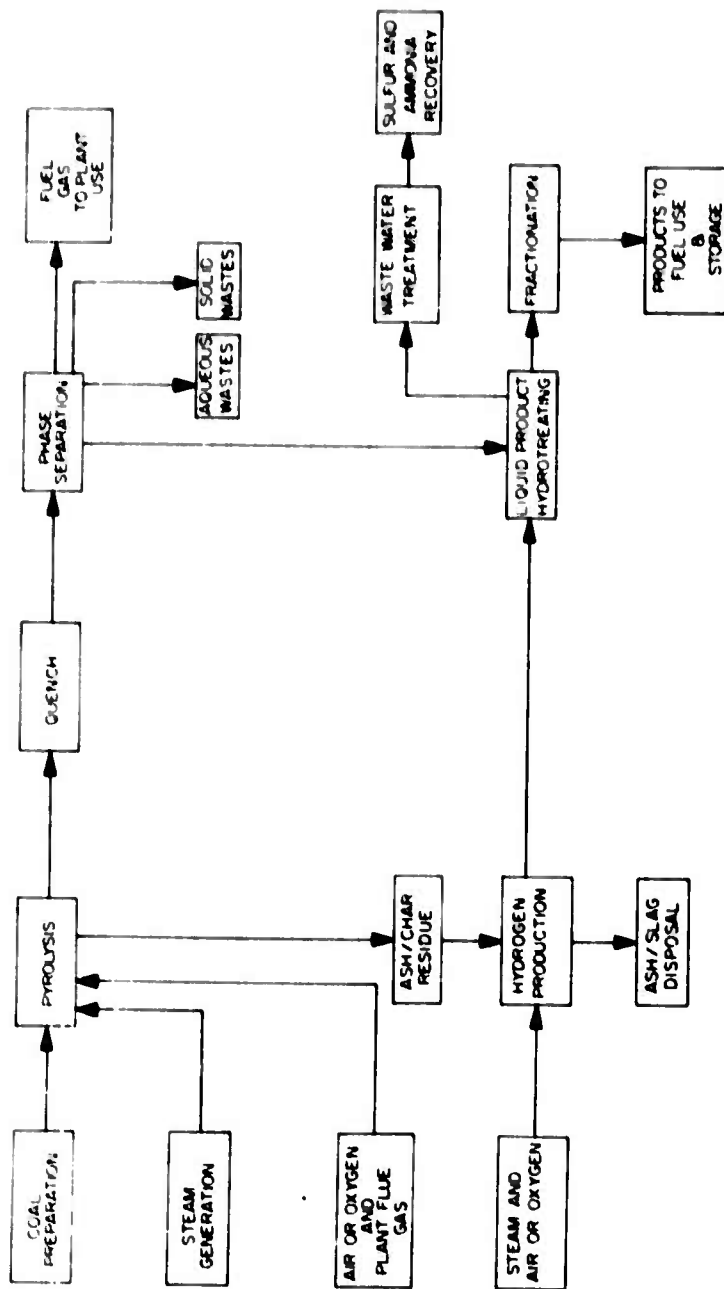 COAL
PREPARATION
PYROLYSIS
QUENCH
PHASE
SEPARATION
FUEL
GAS
TO PLANT
USE
STEAM
GENERATION
AQUEOUS
WASTES
SOLID
WASTES
AIR OR OXYGEN
AND
PLANT FLUE
GAS
ASH/CHAR
RESIDUE
WASTE WATER
TREATMENT
SULFUR AND
AMMONIA
RECOVERY
STEAM AND
AIR OR OXYGEN
HYDROGEN
PRODUCTION
LIQUID PRODUCT
HYDROTREATING
FRACTIONATION
ASH/SLAG
DISPOSAL
PRODUCTS TO
FUEL USE
&
STORAGE